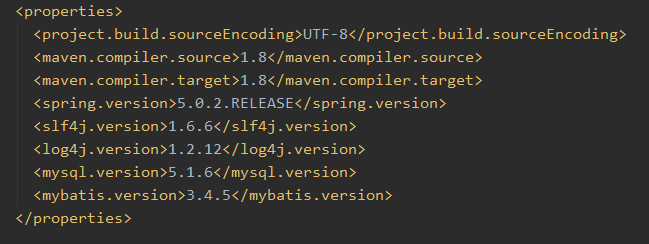 <properties>
<project.build.sourceEncoding>UTF-8</project.build.sourceEncoding>
<maven.compiler.source>1.8</maven.compiler.source>
<maven.compiler.target>1.8</maven.compiler.target>
<spring.version>5.0.2.RELEASE</spring.version>
<slf4j.version>1.6.6</slf4j.version>
<log4j.version>1.2.12</log4j.version>
<mysql.version>5.1.6</mysql.version>
<mybatis.version>3.4.5</mybatis.version>
</properties>